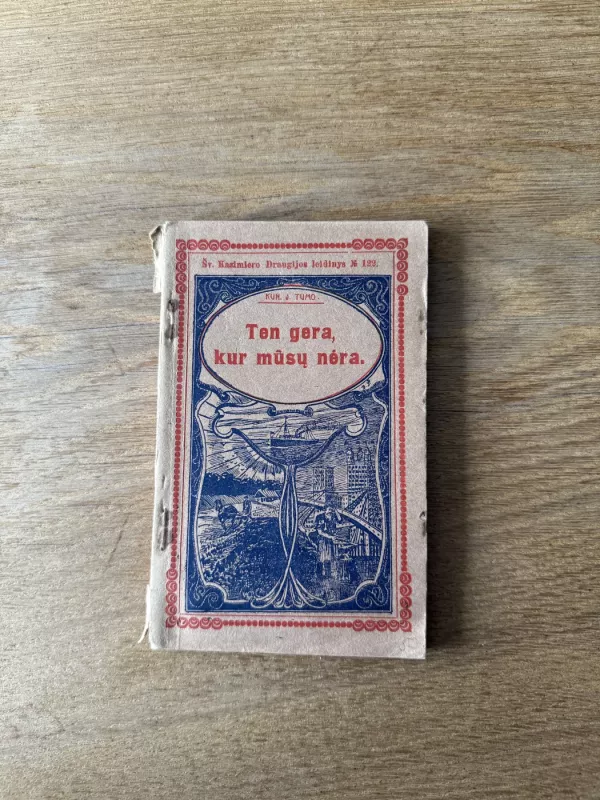 Šv. Kazimiero Draugijos leidinys № 122.
KUN. J. TUMO
Ten gera,
kur mūsų nėra.